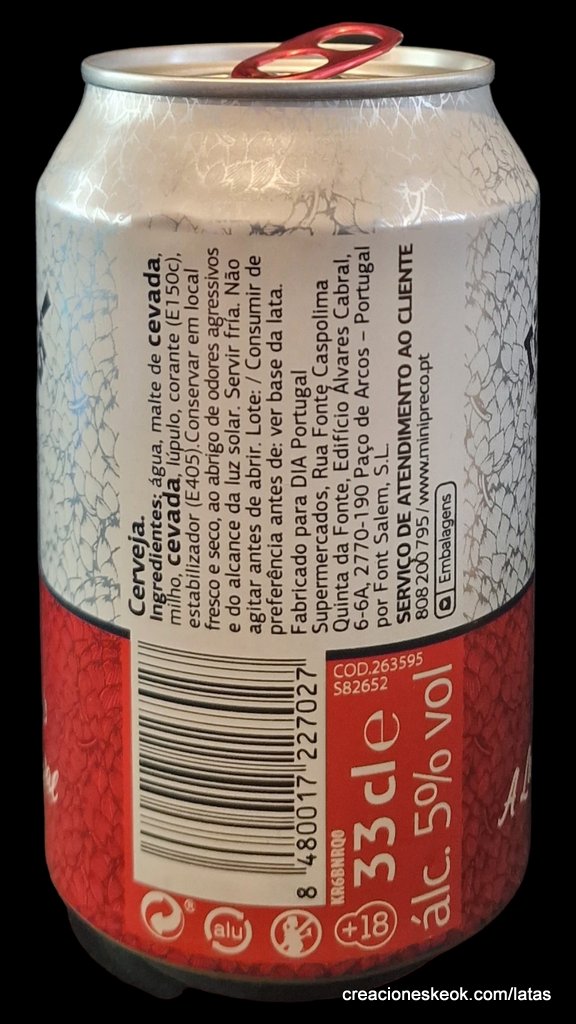 Cerveja.
Ingredientes: água, malte de cevada,
milho, cevada, lúpulo, corante (E150c),
estabilizador (E405).Conservar em local
fresco e seco, ao abrigo de odores agressivos
e do alcance da luz solar. Servir fria. Não
agitar antes de abrir. Lote: / Consumir de
preferência antes de: ver base da lata.
Fabricado para DIA Portugal
Supermercados, Rua Fonte Caspolima
Quinta da Fonte, Edifício Álvares Cabral,
6-6A, 2770-190 Paço de Arcos - Portugal
por Font Salem, S.L.
SERVIÇO DE ATENDIMENTO AO CLIENTE
808 200 795 / www.minipreco.pt
Embalagens
8 480017 227027
COD.263595
S82652
KR6BNRQ0
33 cl e
álc. 5% vol
alu
+18
A
creacioneskeok.com/latas